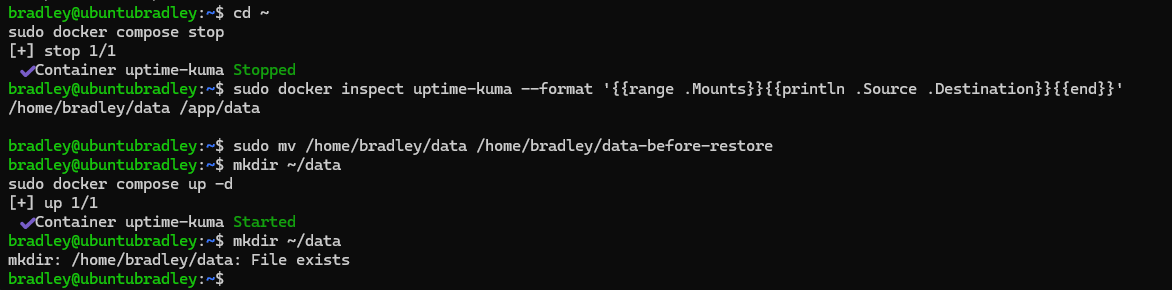 bradley@ubuntubradley:~$ cd ~
sudo docker compose stop
[+] stop 1/1
✔Container uptime-kuma Stopped
bradley@ubuntubradley:~$ sudo docker inspect uptime-kuma --format '{{range .Mounts}}{{println .Source .Destination}}{{end}}'
/home/bradley/data /app/data
bradley@ubuntubradley:~$ sudo mv /home/bradley/data /home/bradley/data-before-restore
bradley@ubuntubradley:~$ mkdir ~/data
sudo docker compose up -d
[+] up 1/1
✔Container uptime-kuma Started
bradley@ubuntubradley:~$ mkdir ~/data
mkdir: /home/bradley/data: File exists
bradley@ubuntubradley:~$